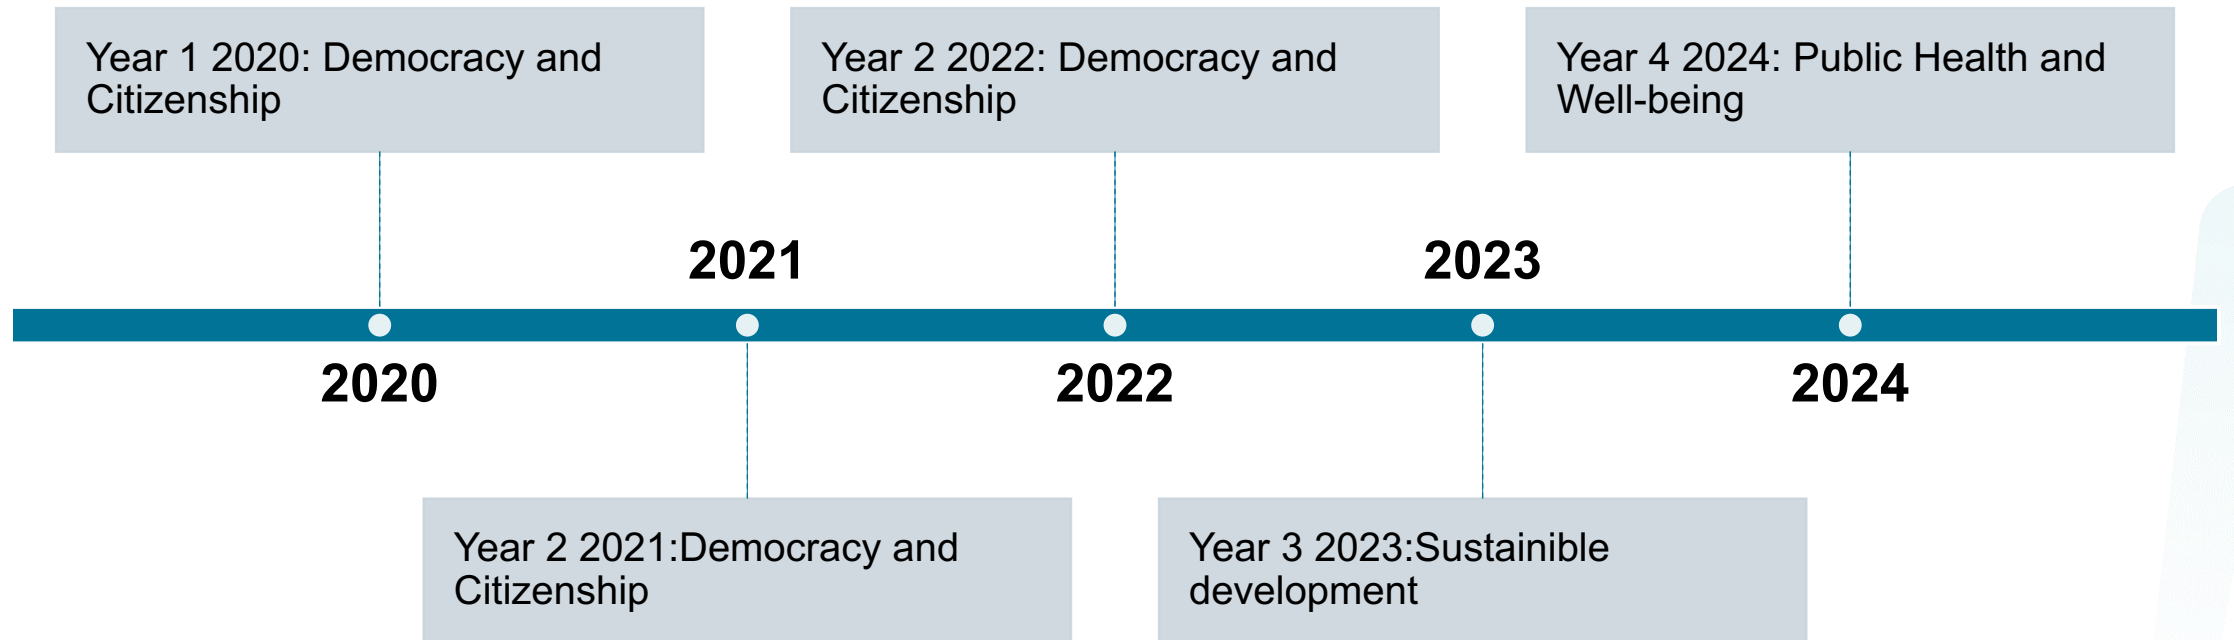 Year 1 2020: Democracy and
Citizenship
Year 2 2022: Democracy and
Citizenship
Year 4 2024: Public Health and
Well-being
2021
2023
2020
2022
2024
Year 2 2021:Democracy and
Citizenship
Year 3 2023:Sustainible
development